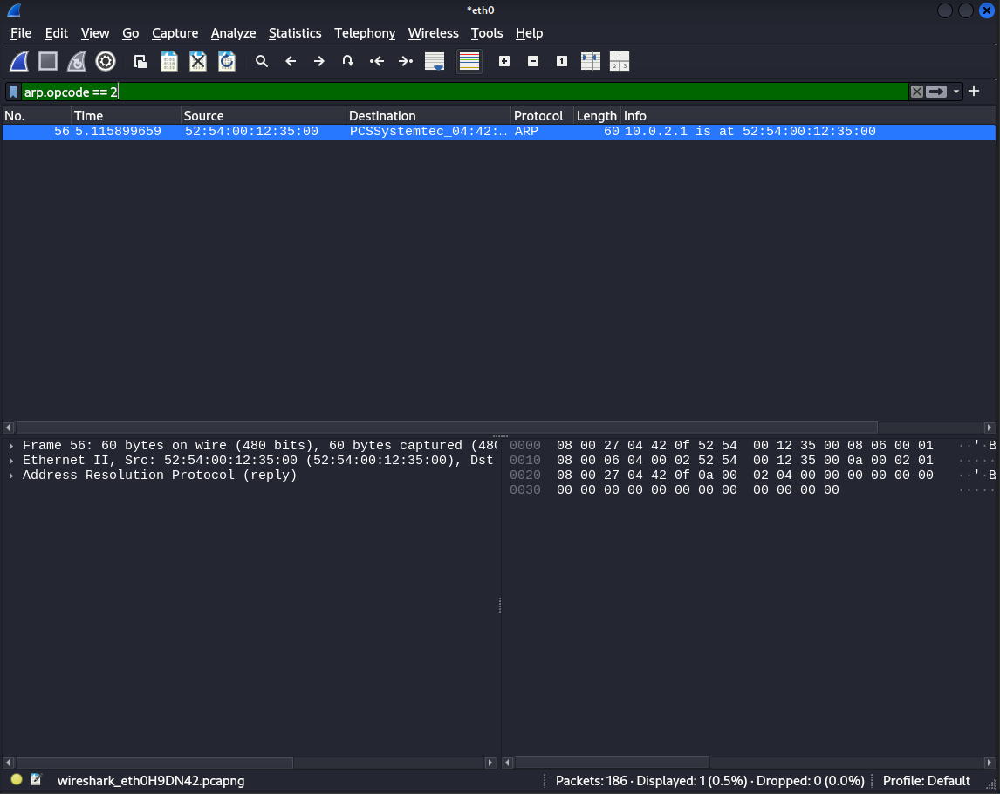 *eth0
File Edit View Go Capture Analyze Statistics Telephony Wireless Tools Help
arp.opcode == 2
No. Time Source Destination Protocol Length Info
56 5.115899659 52:54:00:12:35:00 PCSSystemtec_04:42:… ARP 60 10.0.2.1 is at 52:54:00:12:35:00
Frame 56: 60 bytes on wire (480 bits), 60 bytes captured (480
Ethernet II, Src: 52:54:00:12:35:00 (52:54:00:12:35:00), Dst
Address Resolution Protocol (reply)
0000 08 00 27 04 42 0f 52 54 00 12 35 00 08 06 00 01 ··'·B
0010 08 00 06 04 00 02 52 54 00 12 35 00 0a 00 02 01 ·····
0020 08 00 27 04 42 0f 0a 00 02 04 00 00 00 00 00 00 ··'·B
0030 00 00 00 00 00 00 00 00 00 00 00 00 ·····
wireshark_eth0H9DN42.pcapng Packets: 186 · Displayed: 1 (0.5%) · Dropped: 0 (0.0%) Profile: Default